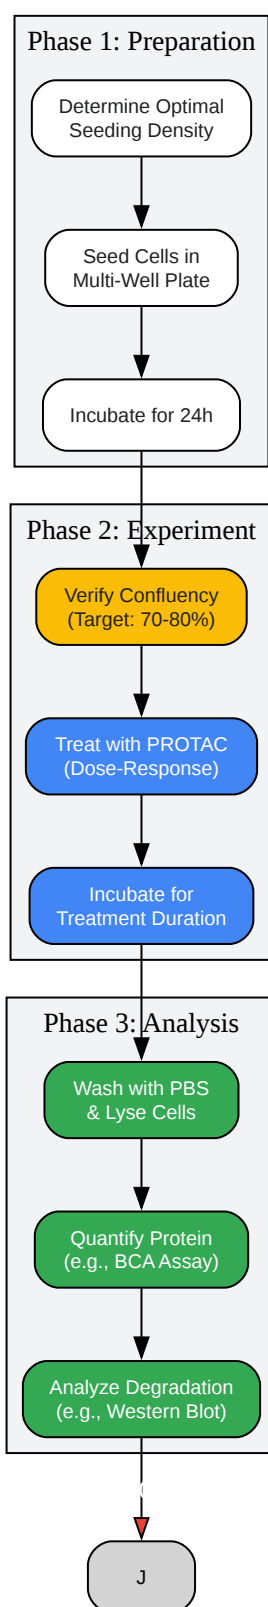 Phase 1: Preparation
Determine Optimal
Seeding Density
Seed Cells in
Multi-Well Plate
Incubate for 24h
Phase 2: Experiment
Verify Confluency
(Target: 70-80%)
Treat with PROTAC
(Dose-Response)
Incubate for
Treatment Duration
Phase 3: Analysis
Wash with PBS
& Lyse Cells
Quantify Protein
(e.g., BCA Assay)
Analyze Degradation
(e.g., Western Blot)
J